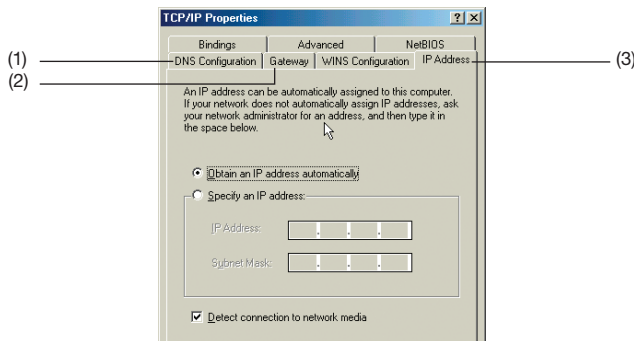 TCP/IP Properties
Bindings Advanced NetBIOS
(1) DNS Configuration Gateway WINS Configuration IP Address (3)
(2)
An IP address can be automatically assigned to this computer.
If your network does not automatically assign IP addresses, ask
your network administrator for an address, and then type it in
the space below.
Obtain an IP address automatically
Specify an IP address:
IP Address:
Subnet Mask:
Detect connection to network media